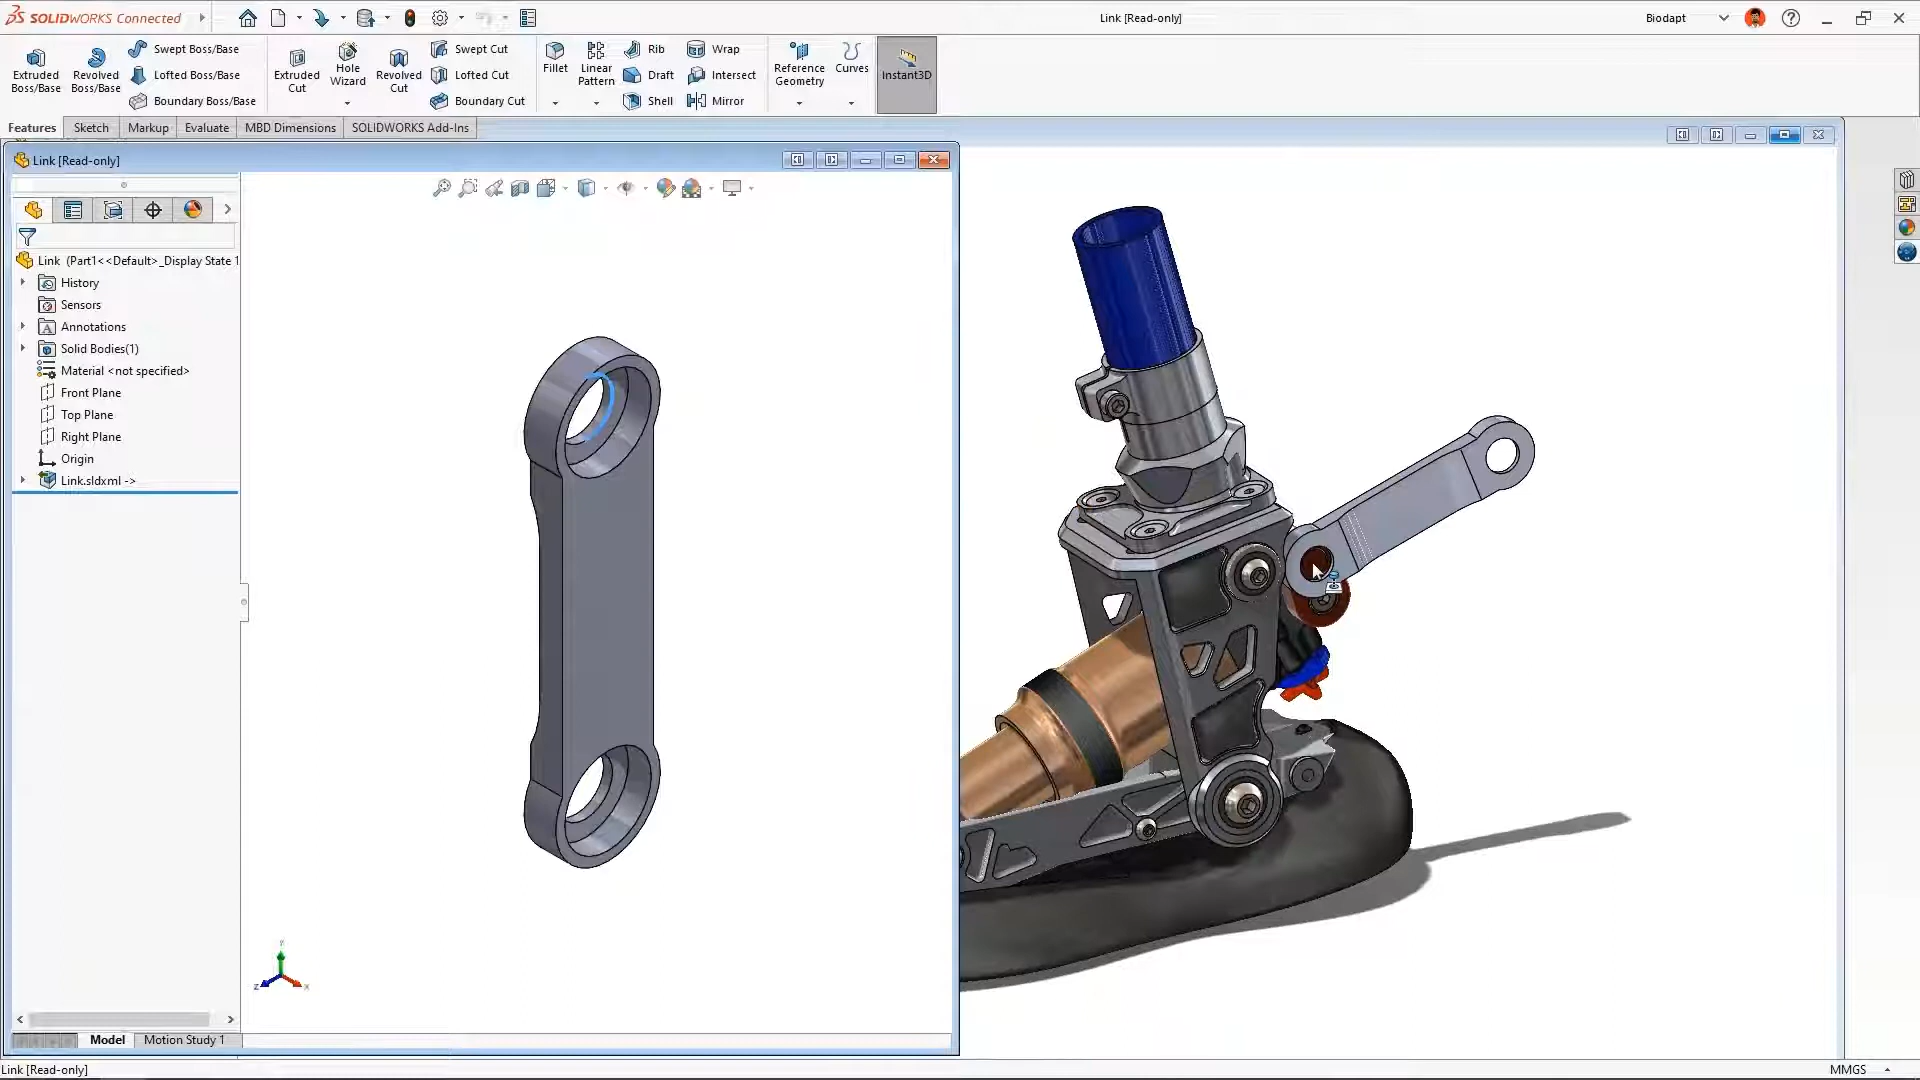 SOLIDWORKS Connected
Link [Read-only]
Biodapt
Extruded
Boss/Base
Revolved
Boss/Base
Swept Boss/Base
Lofted Boss/Base
Boundary Boss/Base
Extruded
Cut
Hole
Wizard
Revolved
Cut
Swept Cut
Lofted Cut
Boundary Cut
Fillet
Linear
Pattern
Rib
Draft
Shell
Wrap
Intersect
Mirror
Reference
Geometry
Curves
Instant3D
Features
Sketch
Markup
Evaluate
MBD Dimensions
SOLIDWORKS Add-Ins
Link [Read-only]
Link (Part1<<Default>_Display State 1
History
Sensors
Annotations
Solid Bodies(1)
Material <not specified>
Front Plane
Top Plane
Right Plane
Origin
Link.sldxml ->
Y
Z
X
Model
Motion Study 1
Link [Read-only]
MMGS